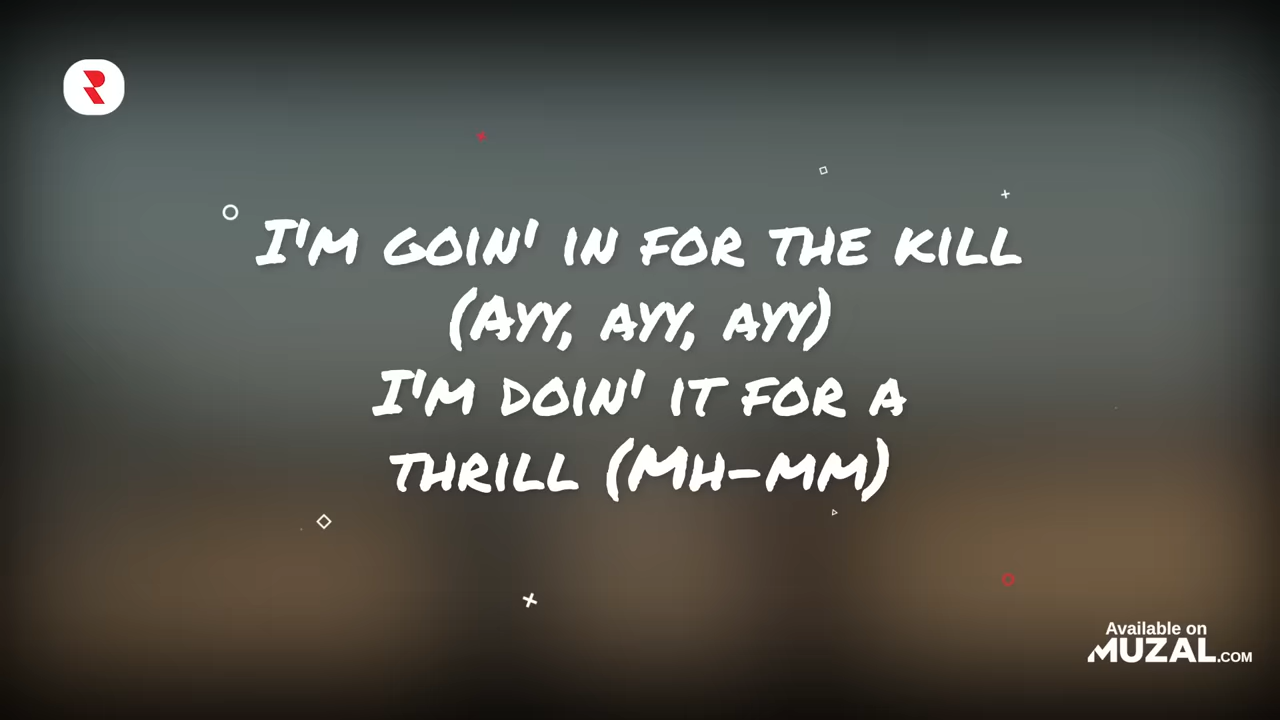 I'm goin' in for the kill
(Ayy, ayy, ayy)
I'm doin' it for a
thrill (Mh-mm)
Available on
MUZAL.COM